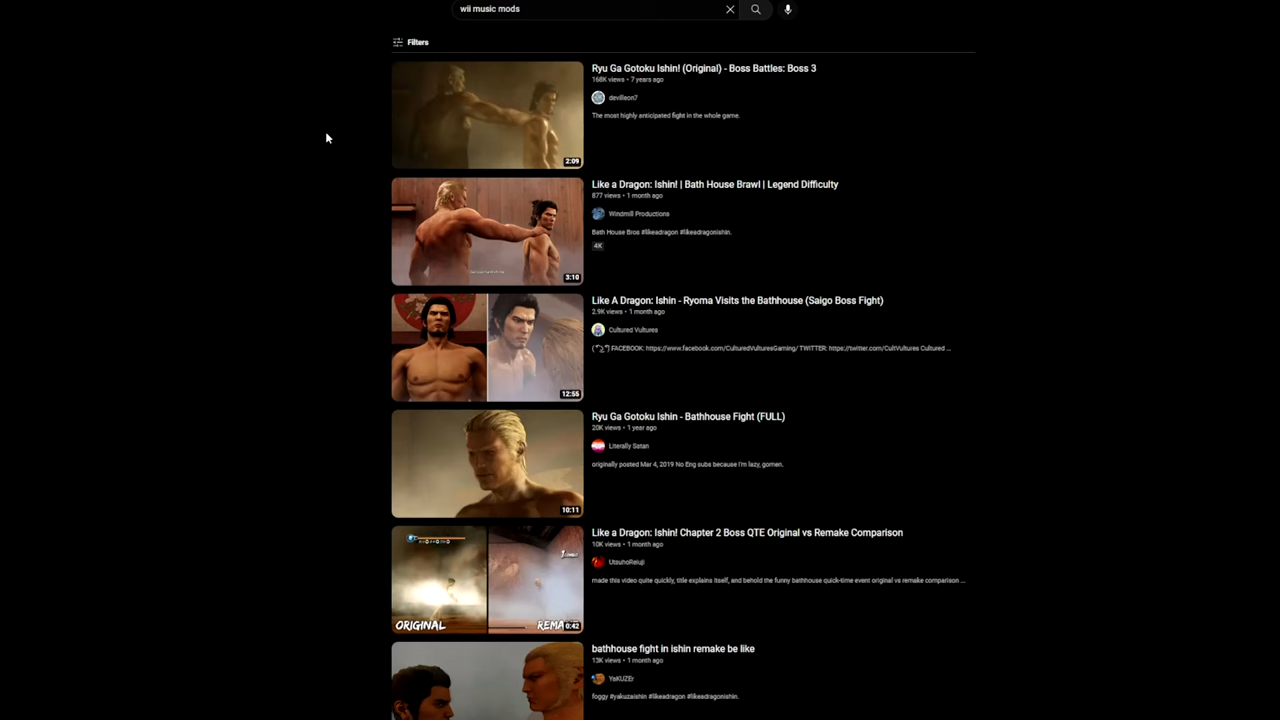 wii music mods
Filters
Ryu Ga Gotoku Ishin! (Original) - Boss Battles: Boss 3
168K views • 7 years ago
devilleon7
The most highly anticipated fight in the whole game.
2:09
Like a Dragon: Ishin! | Bath House Brawl | Legend Difficulty
877 views • 1 month ago
Windmill Productions
Bath House Bros #likeadragon #likeadragonishin.
4K
3:10
Like A Dragon: Ishin - Ryoma Visits the Bathhouse (Saigo Boss Fight)
2.9K views • 1 month ago
Cultured Vultures
FACEBOOK: https://www.facebook.com/CulturedVulturesGaming/ TWITTER: https://twitter.com/CultVultures Cultured ...
12:55
Ryu Ga Gotoku Ishin - Bathhouse Fight (FULL)
20K views • 1 year ago
Literally Satan
originally posted Mar 4, 2019 No Eng subs because I'm lazy, gomen.
10:11
Like a Dragon: Ishin! Chapter 2 Boss QTE Original vs Remake Comparison
10K views • 1 month ago
UtsuhoReiuji
made this video quite quickly, title explains itself, and behold the funny bathhouse quick-time event original vs remake comparison ...
ORIGINAL
0:42
bathhouse fight in ishin remake be like
13K views • 1 month ago
YaKUZEr
foggy #yakuzaishin #likeadragon #likeadragonishin.